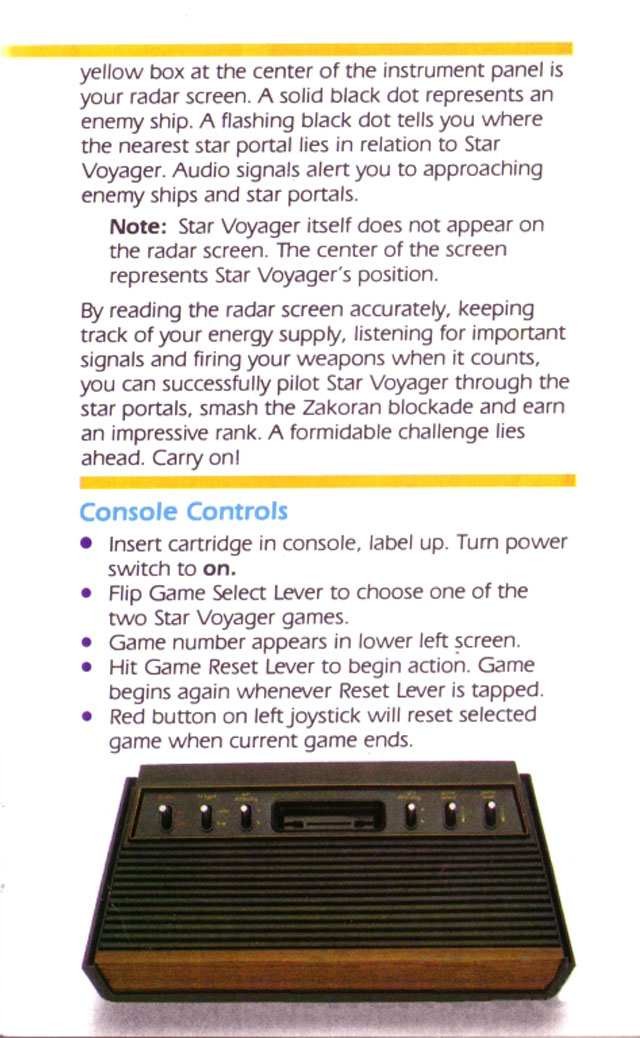 yellow box at the center of the instrument panel is
your radar screen. A solid black dot represents an
enemy ship. A flashing black dot tells you where
the nearest star portal lies in relation to Star
Voyager. Audio signals alert you to approaching
enemy ships and star portals.
Note: Star Voyager itself does not appear on
the radar screen. The center of the screen
represents Star Voyager's position.
By reading the radar screen accurately, keeping
track of your energy supply, listening for important
signals and firing your weapons when it counts,
you can successfully pilot Star Voyager through the
star portals, smash the Zakoran blockade and earn
an impressive rank. A formidable challenge lies
ahead. Carry on!
Console Controls
• Insert cartridge in console, label up. Turn power
switch to on.
• Flip Game Select Lever to choose one of the
two Star Voyager games.
• Game number appears in lower left screen.
• Hit Game Reset Lever to begin action. Game
begins again whenever Reset Lever is tapped.
• Red button on left joystick will reset selected
game when current game ends.